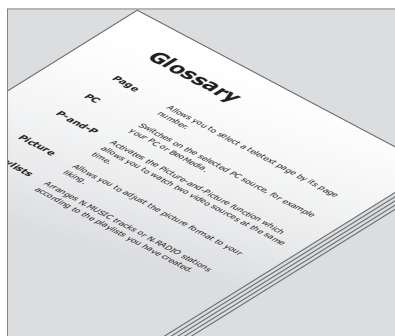 Glossary
Page
Allows you to select a teletext page by its page
number.
PC
Switches on the selected PC source, for example
your PC or BeoMedia.
P-and-P
Activates the Picture-and-Picture function which
allows you to watch two video sources at the same
time.
Picture
Allows you to adjust the picture format to your
liking.
Arranges N.MUSIC tracks or N.RADIO stations
according to the playlists you have created.